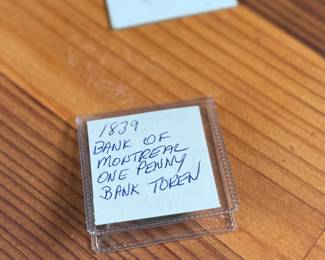 1839
BANK OF
MONTREAL
ONE PENNY
BANK TOKEN